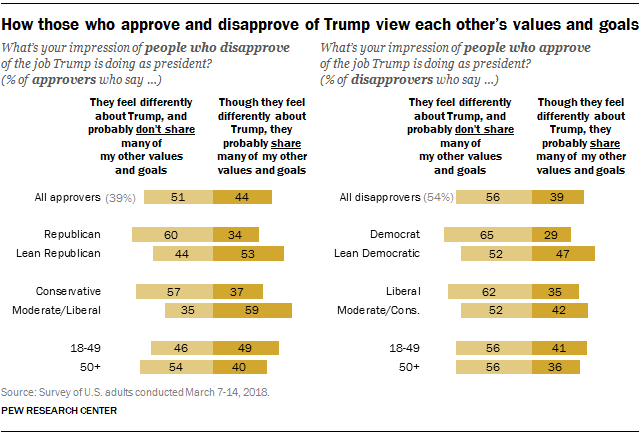 How those who approve and disapprove of Trump view each other's values and goals
What's your impression of people who disapprove
of the job Trump is doing as president?
(% of approvers who say ...)
They feel differently
about Trump, and
probably don't share
many of
my other values
and goals
Though they feel
differently about
Trump, they
probably share
many of my other
values and goals
All approvers (39%) 51 44
Republican 60 34
Lean Republican 44 53
Conservative 57 37
Moderate/Liberal 35 59
18-49 46 49
50+ 54 40
What's your impression of people who approve
of the job Trump is doing as president?
(% of disapprovers who say ...)
They feel differently
about Trump, and
probably don't share
many of
my other values
and goals
Though they feel
differently about
Trump, they
probably share
many of my other
values and goals
All disapprovers (54%) 56 39
Democrat 65 29
Lean Democratic 52 47
Liberal 62 35
Moderate/Cons. 52 42
18-49 56 41
50+ 56 36
Source: Survey of U.S. adults conducted March 7-14, 2018.
PEW RESEARCH CENTER